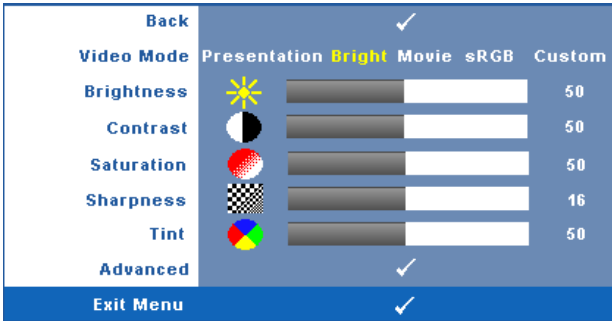 Back
Video Mode Presentation Bright Movie sRGB Custom
Brightness 50
Contrast 50
Saturation 50
Sharpness 16
Tint 50
Advanced
Exit Menu